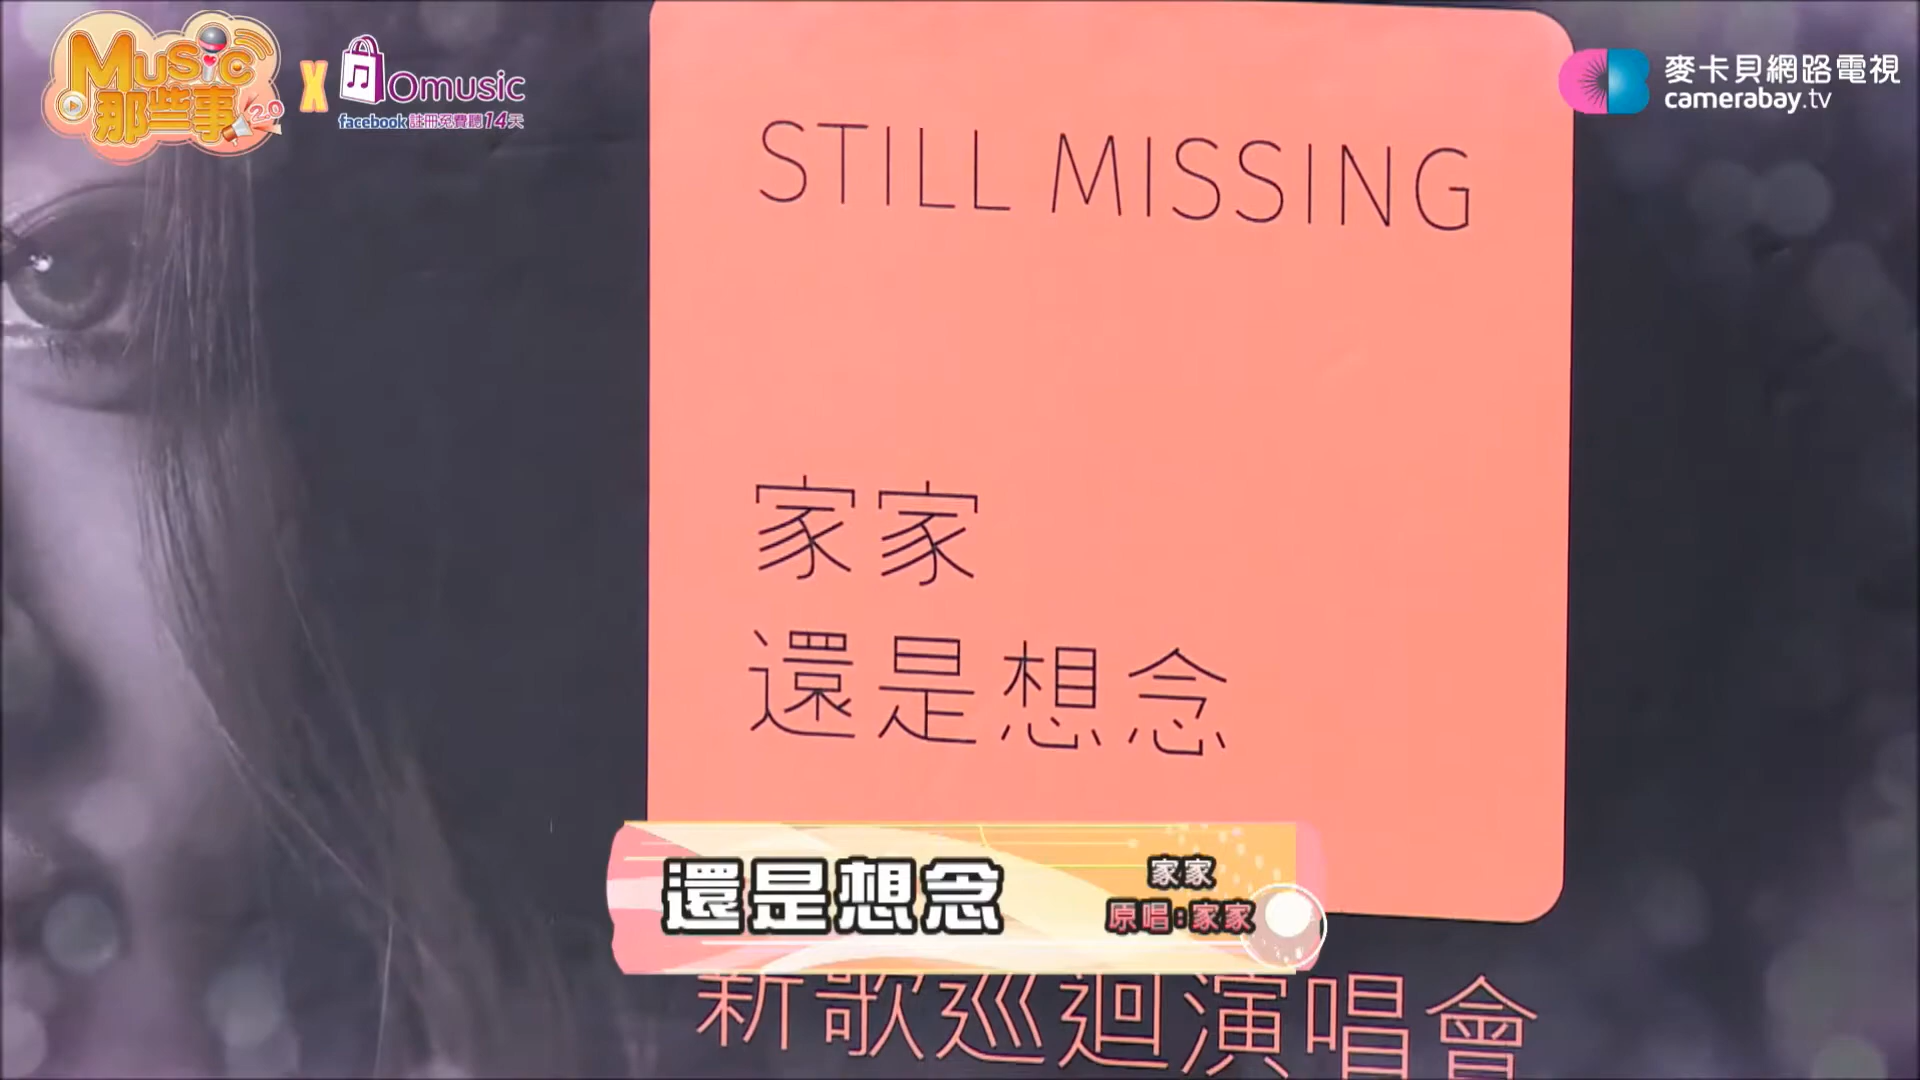 Music
那些事
2.0
X
Omusic
facebook註冊免費聽14天
麥卡貝網路電視
camerabay.tv
STILL MISSING
家家
還是想念
還是想念
家家
原唱:家家
新歌巡迴演唱會